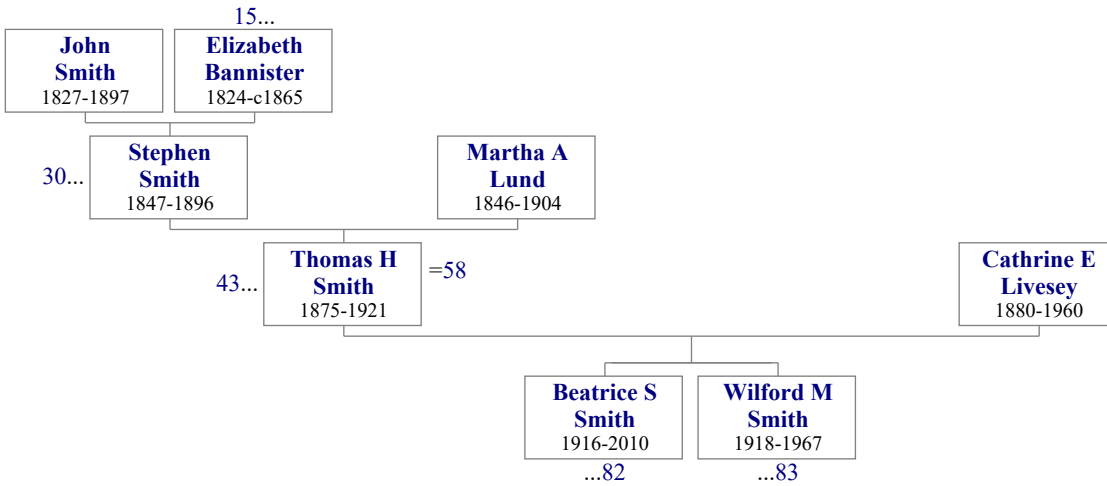 15...
John
Smith
1827-1897
Elizabeth
Bannister
1824-c1865
30...
Stephen
Smith
1847-1896
Martha A
Lund
1846-1904
43...
Thomas H
Smith
1875-1921
=58
Cathrine E
Livesey
1880-1960
Beatrice S
Smith
1916-2010
...82
Wilford M
Smith
1918-1967
...83